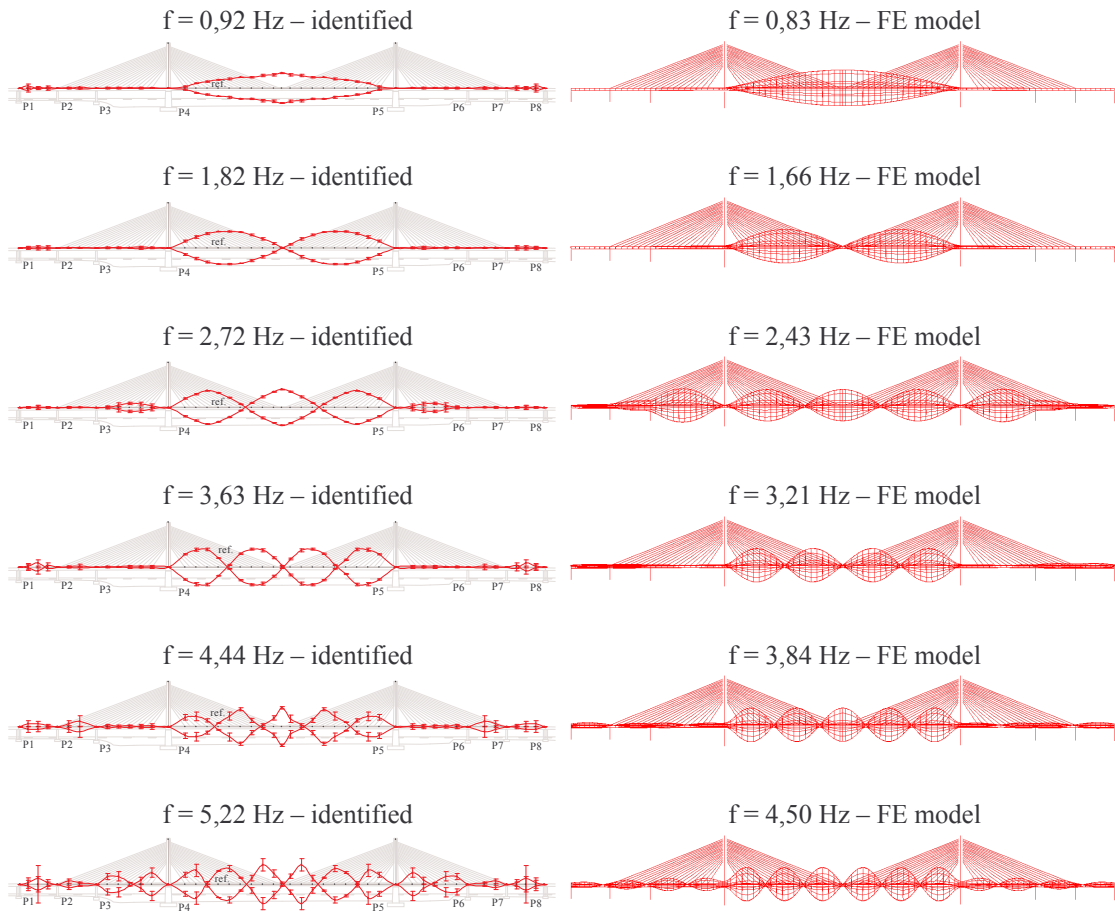 f = 0,92 Hz – identified
f = 0,83 Hz – FE model
ref.
P1 P2 P3 P4 P5 P6 P7 P8
f = 1,82 Hz – identified
f = 1,66 Hz – FE model
ref.
P1 P2 P3 P4 P5 P6 P7 P8
f = 2,72 Hz – identified
f = 2,43 Hz – FE model
ref.
P1 P2 P3 P4 P5 P6 P7 P8
f = 3,63 Hz – identified
f = 3,21 Hz – FE model
ref.
P1 P2 P3 P4 P5 P6 P7 P8
f = 4,44 Hz – identified
f = 3,84 Hz – FE model
ref.
P1 P2 P3 P4 P5 P6 P7 P8
f = 5,22 Hz – identified
f = 4,50 Hz – FE model
ref.
P1 P2 P3 P4 P5 P6 P7 P8